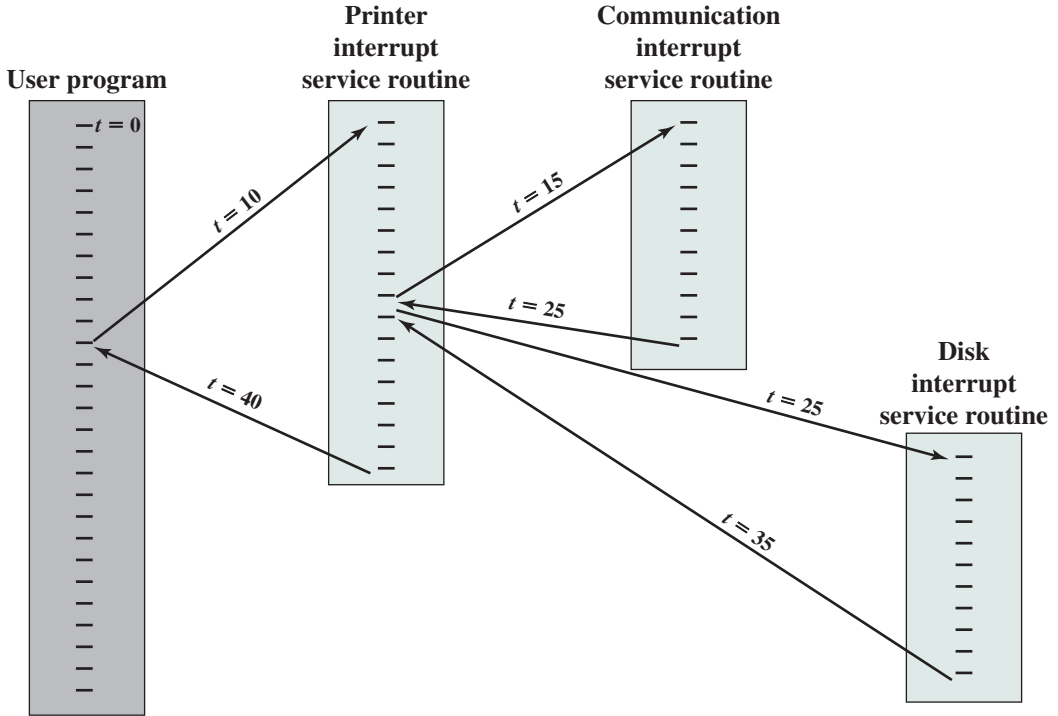 Printer
interrupt
service routine
Communication
interrupt
service routine
User program
t = 0
t = 10
t = 15
t = 25
t = 40
t = 25
Disk
interrupt
service routine
t = 35